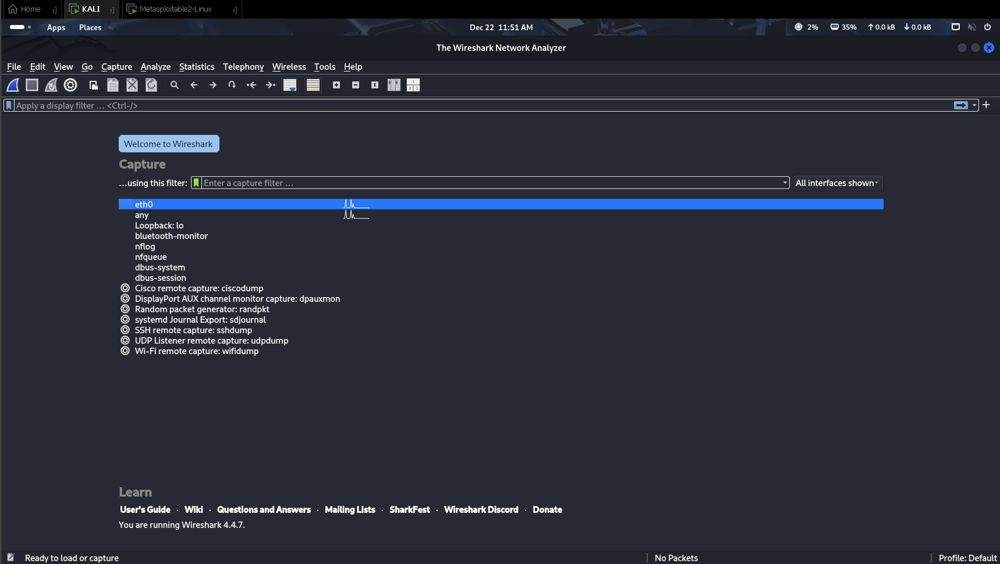 Home KALI Metasploitable2-Linux
Apps Places Dec 22 11:51 AM 2% 35% 0.0 kB 0.0 kB
The Wireshark Network Analyzer
File Edit View Go Capture Analyze Statistics Telephony Wireless Tools Help
Apply a display filter … <Ctrl-/>
Welcome to Wireshark
Capture
…using this filter: Enter a capture filter … All interfaces shown
eth0
any
Loopback: lo
bluetooth-monitor
nflog
nfqueue
dbus-system
dbus-session
Cisco remote capture: ciscodump
DisplayPort AUX channel monitor capture: dpauxmon
Random packet generator: randpkt
systemd Journal Export: sdjournal
SSH remote capture: sshdump
UDP Listener remote capture: udpdump
Wi-Fi remote capture: wifidump
Learn
User's Guide · Wiki · Questions and Answers · Mailing Lists · SharkFest · Wireshark Discord · Donate
You are running Wireshark 4.4.7.
Ready to load or capture No Packets Profile: Default